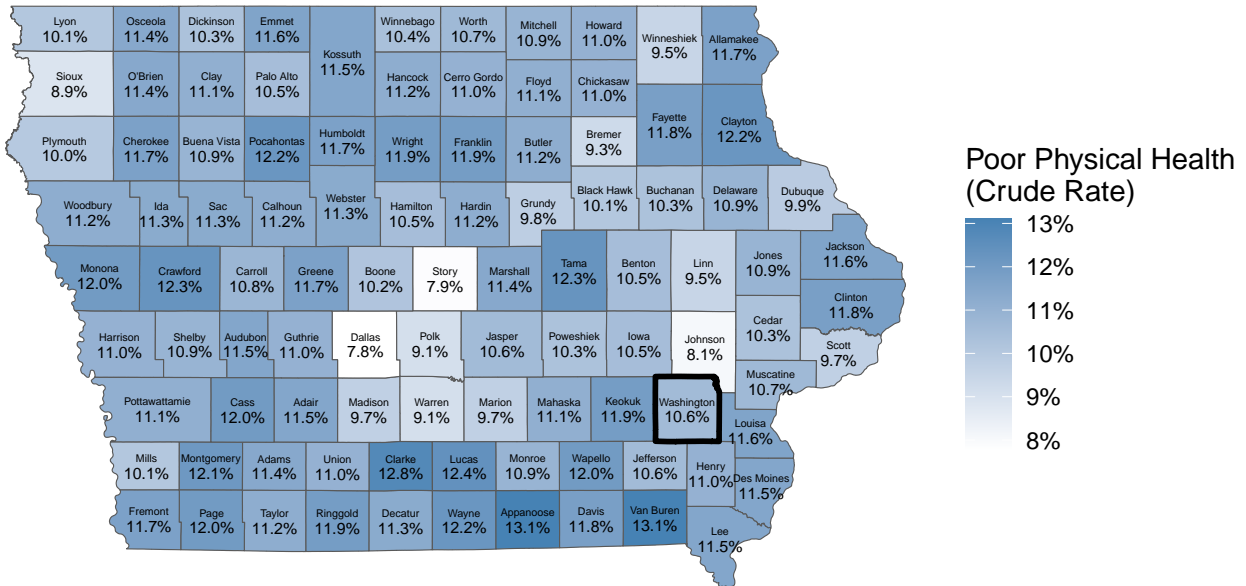 Lyon
10.1%
Osceola
11.4%
Dickinson
10.3%
Emmet
11.6%
Kossuth
11.5%
Winnebago
10.4%
Worth
10.7%
Mitchell
10.9%
Howard
11.0%
Winneshiek
9.5%
Allamakee
11.7%
Sioux
8.9%
O'Brien
11.4%
Clay
11.1%
Palo Alto
10.5%
Hancock
11.2%
Cerro Gordo
11.0%
Floyd
11.1%
Chickasaw
11.0%
Fayette
11.8%
Clayton
12.2%
Plymouth
10.0%
Cherokee
11.7%
Buena Vista
10.9%
Pocahontas
12.2%
Humboldt
11.7%
Wright
11.9%
Franklin
11.9%
Butler
11.2%
Bremer
9.3%
Woodbury
11.2%
Ida
11.3%
Sac
11.3%
Calhoun
11.2%
Webster
11.3%
Hamilton
10.5%
Hardin
11.2%
Grundy
9.8%
Black Hawk
10.1%
Buchanan
10.3%
Delaware
10.9%
Dubuque
9.9%
Monona
12.0%
Crawford
12.3%
Carroll
10.8%
Greene
11.7%
Boone
10.2%
Story
7.9%
Marshall
11.4%
Tama
12.3%
Benton
10.5%
Linn
9.5%
Jones
10.9%
Jackson
11.6%
Clinton
11.8%
Harrison
11.0%
Shelby
10.9%
Audubon
11.5%
Guthrie
11.0%
Dallas
7.8%
Polk
9.1%
Jasper
10.6%
Poweshiek
10.3%
Iowa
10.5%
Johnson
8.1%
Cedar
10.3%
Scott
9.7%
Muscatine
10.7%
Pottawattamie
11.1%
Cass
12.0%
Adair
11.5%
Madison
9.7%
Warren
9.1%
Marion
9.7%
Mahaska
11.1%
Keokuk
11.9%
Washington
10.6%
Louisa
11.6%
Mills
10.1%
Montgomery
12.1%
Adams
11.4%
Union
11.0%
Clarke
12.8%
Lucas
12.4%
Monroe
10.9%
Wapello
12.0%
Jefferson
10.6%
Henry
11.0%
Des Moines
11.5%
Fremont
11.7%
Page
12.0%
Taylor
11.2%
Ringgold
11.9%
Decatur
11.3%
Wayne
12.2%
Appanoose
13.1%
Davis
11.8%
Van Buren
13.1%
Lee
11.5%
Poor Physical Health
(Crude Rate)
13%
12%
11%
10%
9%
8%